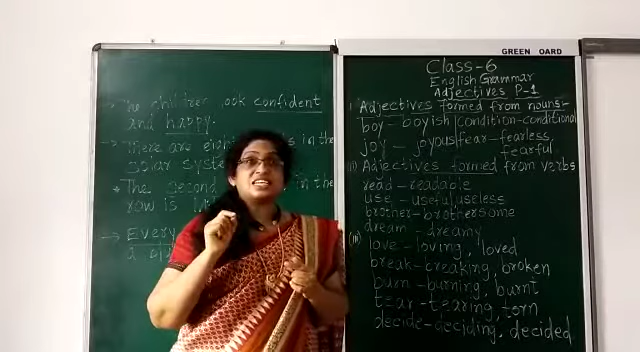 The children look confident
and happy.
There are eight s in the
solar syste
* The second in the
row is
Every
GREEN OARD
Class-6
English Grammar
Adjectives P-1
i) Adjectives formed from nouns-
boy - boyish condition-conditional
joy - joyous fear-fearless,
fearful
(ii) Adjectives formed from verbs
read - readable
use - useful, useless
brother-brothersome
dream - dreamy
(iii) love - loving, loved
break - breaking, broken
burn - burning, burnt
tear - tearing, torn
decide - deciding, decided